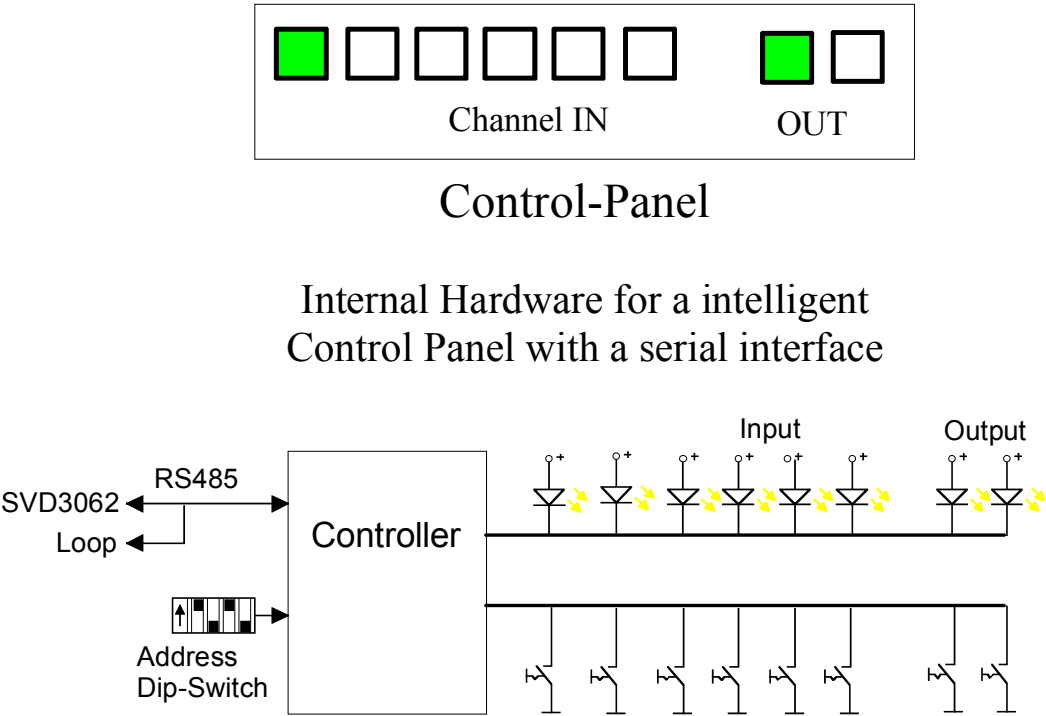 Channel IN
OUT
Control-Panel
Internal Hardware for a intelligent
Control Panel with a serial interface
Input
Output
+ + + + + + + +
RS485
SVD3062
Controller
Loop
Address
Dip-Switch